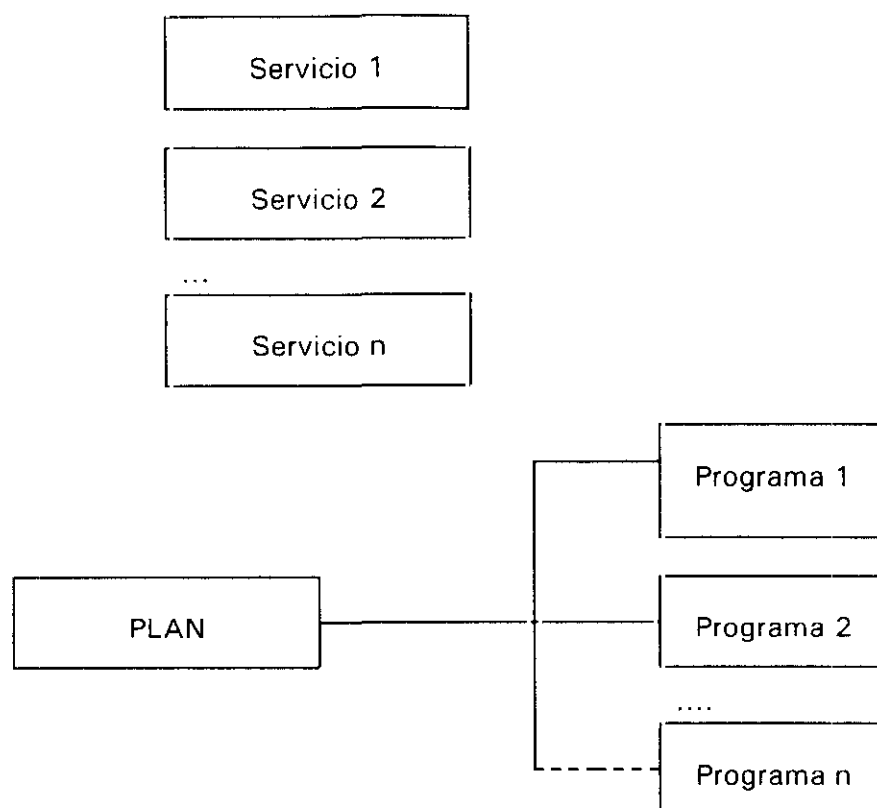 Servicio 1
Servicio 2
...
Servicio n
Programa 1
PLAN
Programa 2
....
Programa n